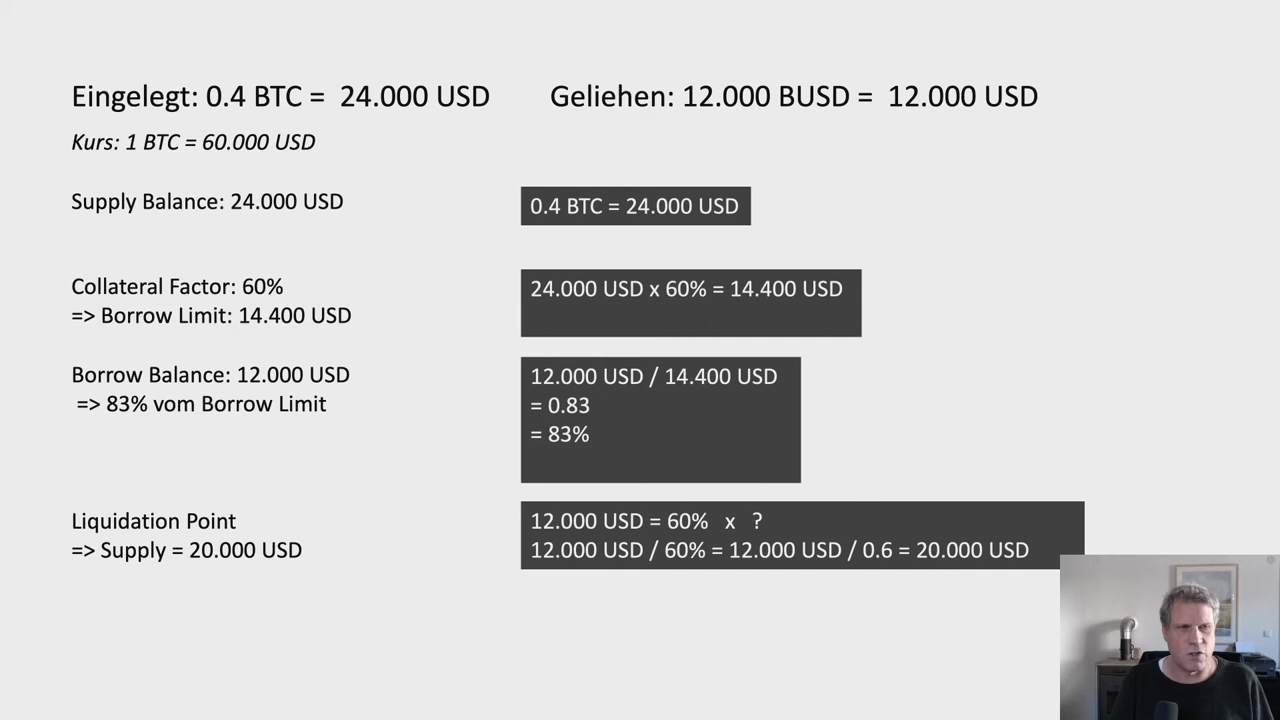 Eingelegt: 0.4 BTC = 24.000 USD
Geliehen: 12.000 BUSD = 12.000 USD
Kurs: 1 BTC = 60.000 USD
Supply Balance: 24.000 USD
0.4 BTC = 24.000 USD
Collateral Factor: 60%
=> Borrow Limit: 14.400 USD
24.000 USD x 60% = 14.400 USD
Borrow Balance: 12.000 USD
=> 83% vom Borrow Limit
12.000 USD / 14.400 USD
= 0.83
= 83%
Liquidation Point
=> Supply = 20.000 USD
12.000 USD = 60% x ?
12.000 USD / 60% = 12.000 USD / 0.6 = 20.000 USD